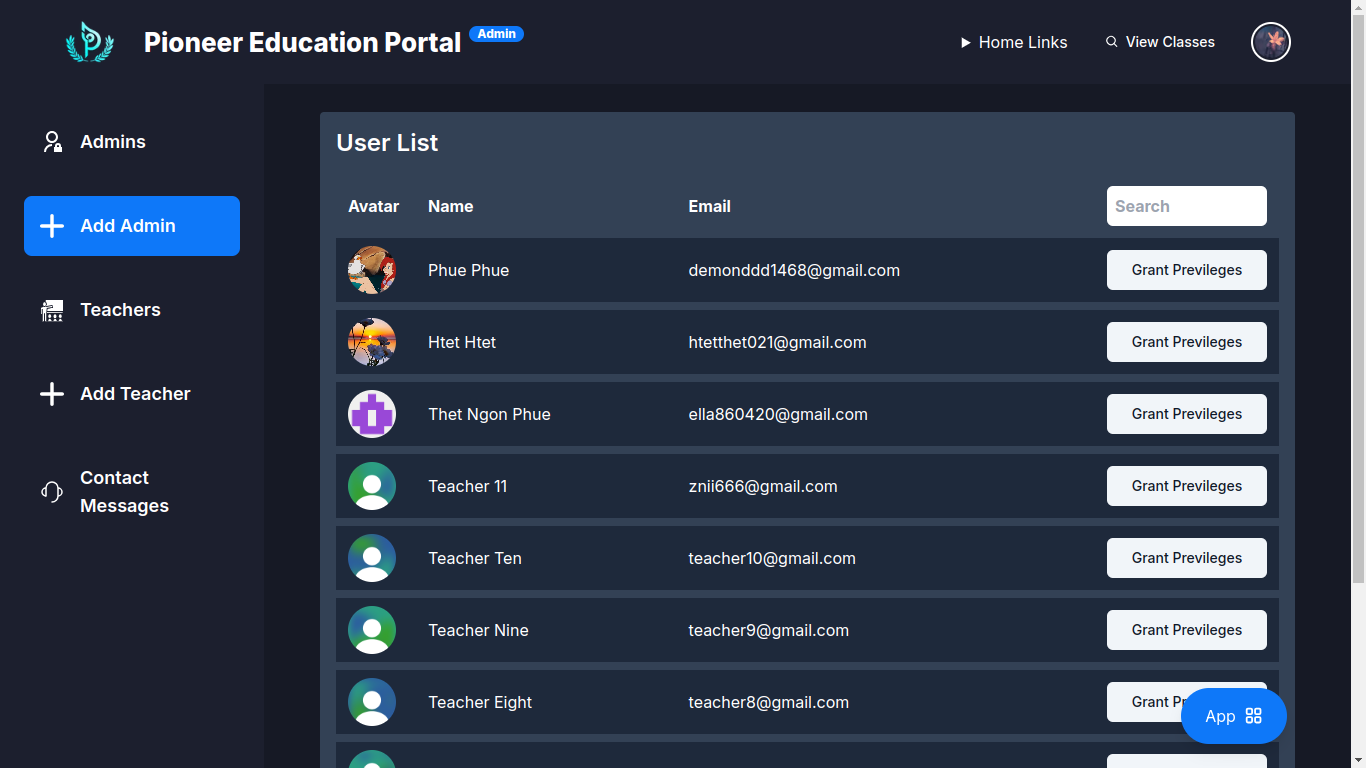 Pioneer Education Portal Admin
Home Links
View Classes
Admins
Add Admin
Teachers
Add Teacher
Contact
Messages
User List
Avatar Name Email Search
Phue Phue demonddd1468@gmail.com Grant Previleges
Htet Htet htetthet021@gmail.com Grant Previleges
Thet Ngon Phue ella860420@gmail.com Grant Previleges
Teacher 11 znii666@gmail.com Grant Previleges
Teacher Ten teacher10@gmail.com Grant Previleges
Teacher Nine teacher9@gmail.com Grant Previleges
Teacher Eight teacher8@gmail.com Grant
App